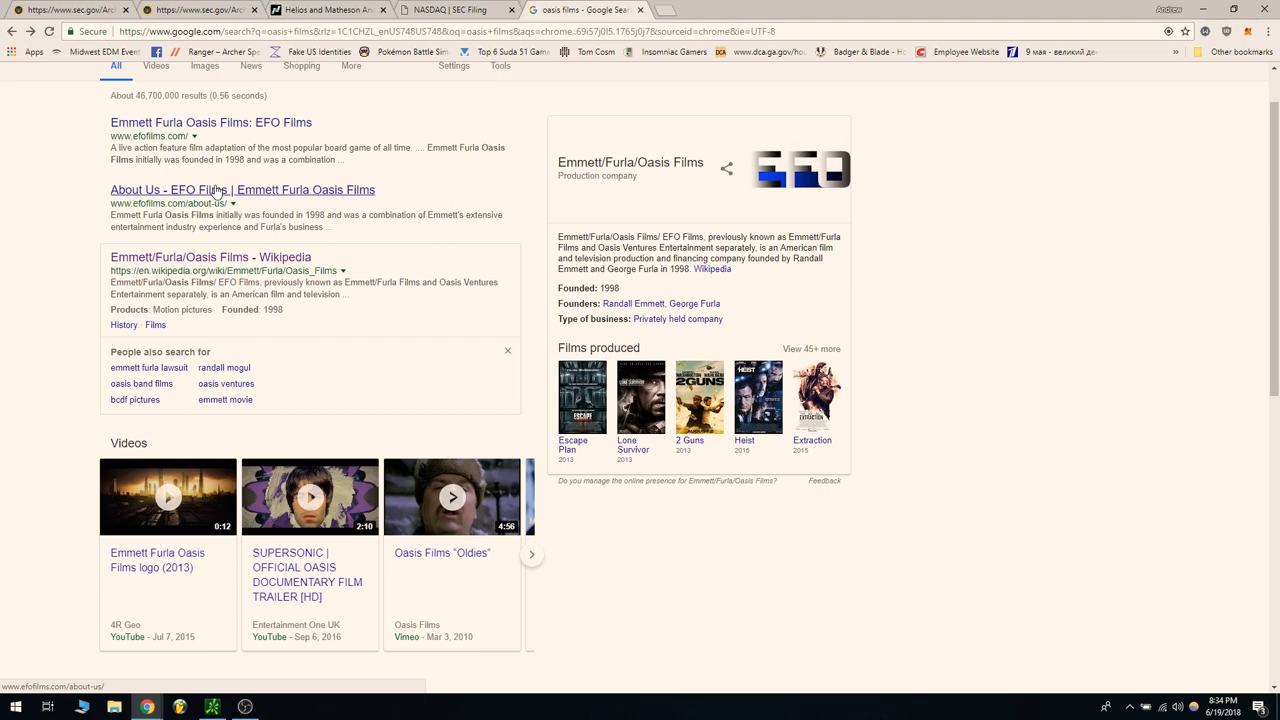 https://www.sec.gov/Arc
https://www.sec.gov/Arc
Helios and Matheson An
NASDAQ | SEC Filing
oasis films - Google Sear
Andrew
Secure
https://www.google.com/search?q=oasis+films&rlz=1C1CHZL_enUS748US748&oq=oasis+films&aqs=chrome..69i57j0l5.1765j0j7&sourceid=chrome&ie=UTF-8
Apps
Midwest EDM Event
Ranger – Archer Spe
Fake US Identities
Pokémon Battle Sim
Top 6 Suda 51 Game
Tom Cosm
Insomniac Gamers
www.dca.ga.gov/hou
Badger & Blade - Ho
Employee Website
9 мая - великий де
»
Other bookmarks
All
Videos
Images
News
Shopping
More
Settings
Tools
About 46,700,000 results (0.56 seconds)
Emmett Furla Oasis Films: EFO Films
www.efofilms.com/
A live action feature film adaptation of the most popular board game of all time. ... Emmett Furla Oasis
Films initially was founded in 1998 and was a combination ...
About Us - EFO Films | Emmett Furla Oasis Films
www.efofilms.com/about-us/
Emmett Furla Oasis Films initially was founded in 1998 and was a combination of Emmett's extensive
entertainment industry experience and Furla's business ...
Emmett/Furla/Oasis Films - Wikipedia
https://en.wikipedia.org/wiki/Emmett/Furla/Oasis_Films
Emmett/Furla/Oasis Films/ EFO Films, previously known as Emmett/Furla Films and Oasis Ventures
Entertainment separately, is an American film and television ...
Products: Motion pictures Founded: 1998
History · Films
People also search for
emmett furla lawsuit
randall mogul
oasis band films
oasis ventures
bcdf pictures
emmett movie
Videos
0:12
2:10
4:56
Emmett Furla Oasis
Films logo (2013)
4R Geo
YouTube - Jul 7, 2015
SUPERSONIC |
OFFICIAL OASIS
DOCUMENTARY FILM
TRAILER [HD]
Entertainment One UK
YouTube - Sep 6, 2016
Oasis Films "Oldies"
Oasis Films
Vimeo - Mar 3, 2010
Emmett/Furla/Oasis Films
Production company
EFO
Emmett/Furla/Oasis Films/ EFO Films, previously known as Emmett/Furla
Films and Oasis Ventures Entertainment separately, is an American film
and television production and financing company founded by Randall
Emmett and George Furla in 1998. Wikipedia
Founded: 1998
Founders: Randall Emmett, George Furla
Type of business: Privately held company
Films produced
View 45+ more
ESCAPE
2GUNS
HEIST
EXTRACTION
Escape
Plan
2013
Lone
Survivor
2013
2 Guns
2013
Heist
2015
Extraction
2015
Do you manage the online presence for Emmett/Furla/Oasis Films?
Feedback
www.efofilms.com/about-us/
8:34 PM
6/19/2018